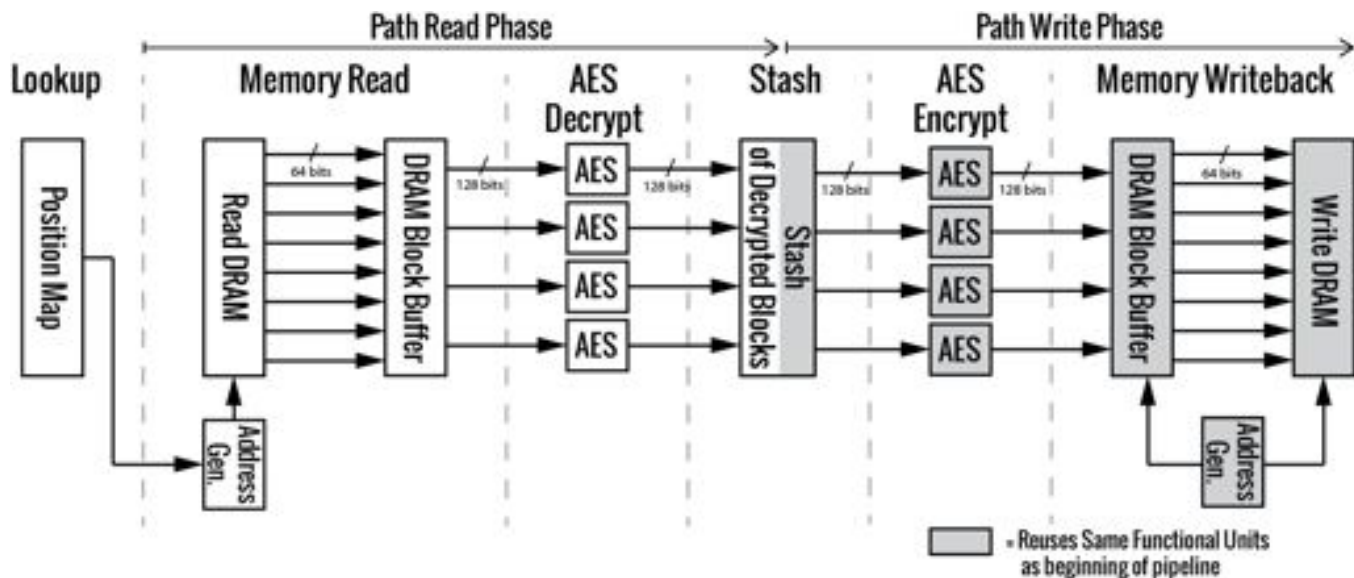 Path Read Phase
Path Write Phase
Lookup
Memory Read
AES
Decrypt
Stash
AES
Encrypt
Memory Writeback
Position Map
Read DRAM
64 bits
DRAM Block Buffer
128 bits
AES
AES
AES
AES
128 bits
of Decrypted Blocks
Stash
128 bits
AES
AES
AES
AES
128 bits
DRAM Block Buffer
64 bits
Write DRAM
Address
Gen.
Address
Gen.
= Reuses Same Functional Units
as beginning of pipeline